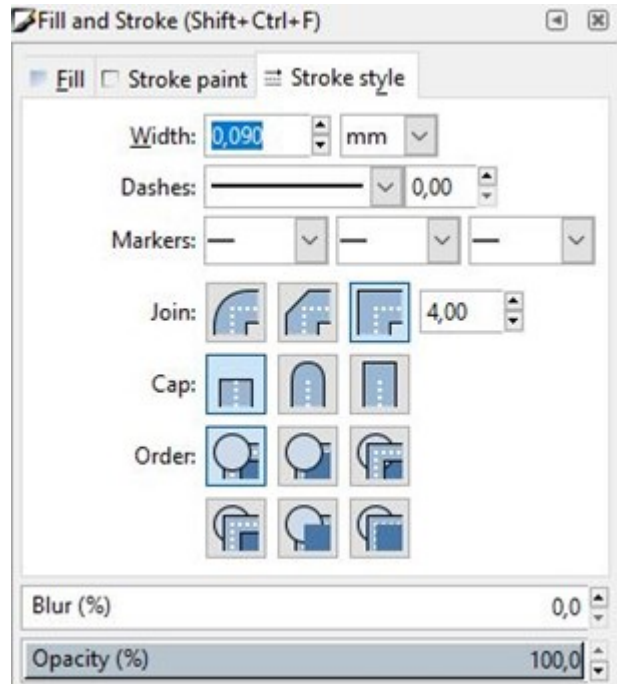 Fill and Stroke (Shift+Ctrl+F)
Fill Stroke paint Stroke style
Width: 0,090 mm
Dashes: 0,00
Markers:
Join: 4,00
Cap:
Order:
Blur (%) 0,0
Opacity (%) 100,0